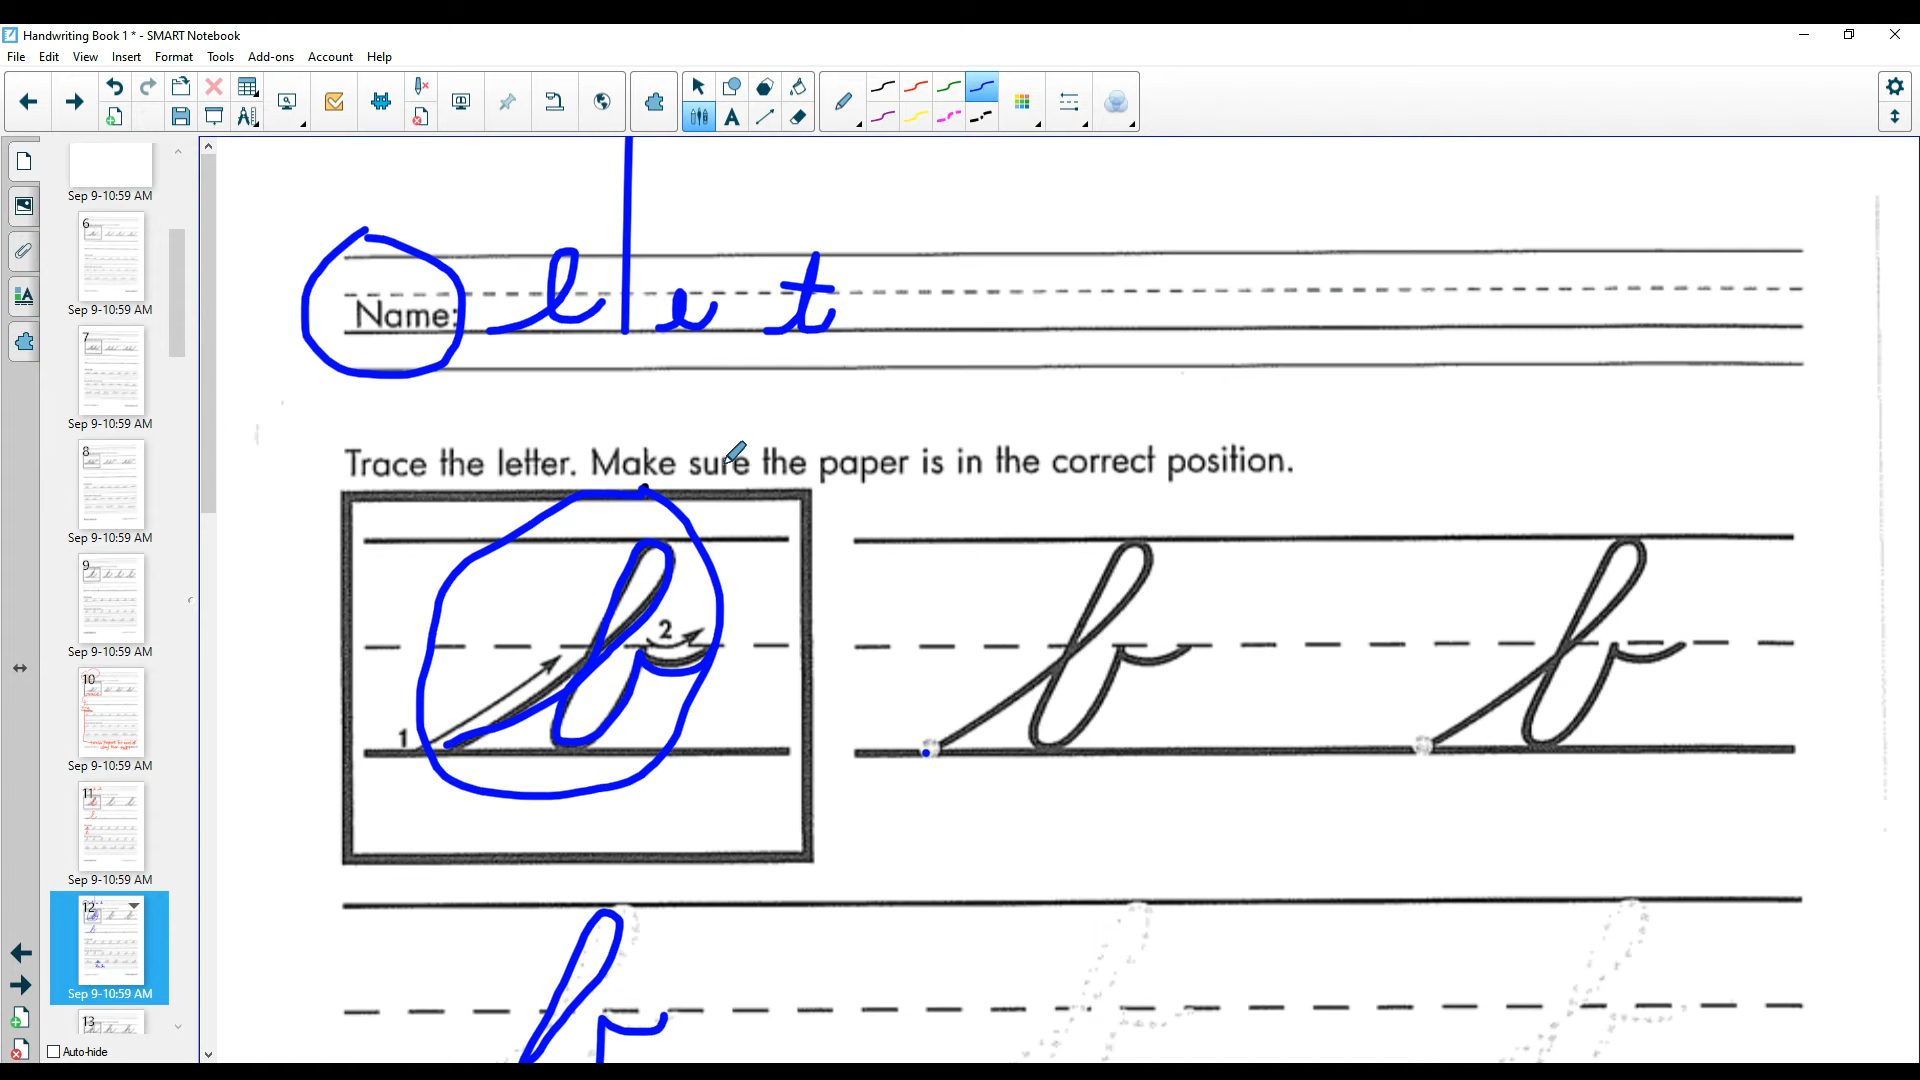 Handwriting Book 1 * - SMART Notebook
File Edit View Insert Format Tools Add-ons Account Help
Sep 9-10:59 AM
6
Sep 9-10:59 AM
7
Sep 9-10:59 AM
8
Sep 9-10:59 AM
9
Sep 9-10:59 AM
10
Sep 9-10:59 AM
11
Sep 9-10:59 AM
12
Sep 9-10:59 AM
13
Auto-hide
Name: l e t
Trace the letter. Make sure the paper is in the correct position.
1 b 2 b b
b